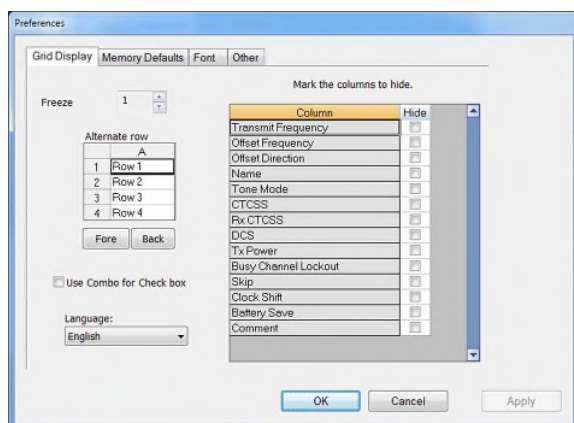 Preferences
Grid Display Memory Defaults Font Other
Mark the columns to hide.
Freeze 1
Column Hide
Transmit Frequency
Offset Frequency
Offset Direction
Name
Tone Mode
CTCSS
Rx CTCSS
DCS
Tx Power
Busy Channel Lockout
Skip
Clock Shift
Battery Save
Comment
Alternate row
A
1 Row 1
2 Row 2
3 Row 3
4 Row 4
Fore Back
Use Combo for Check box
Language:
English
OK Cancel Apply